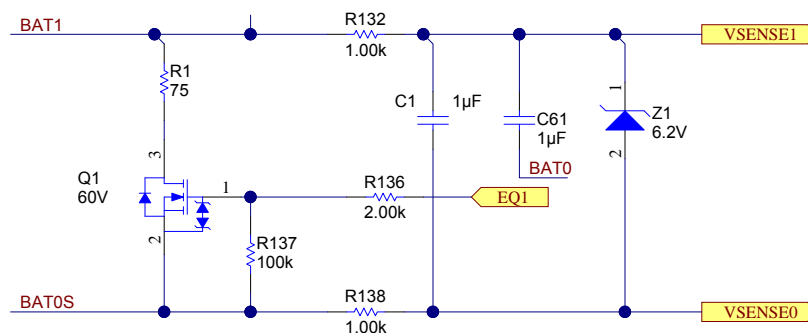 BAT1
R132
1.00k
VSENSE1
R1
75
C1
1µF
C61
1µF
BAT0
1
Z1
6.2V
2
3
Q1
60V
1
R136
2.00k
EQ1
2
R137
100k
BAT0S
R138
1.00k
VSENSE0